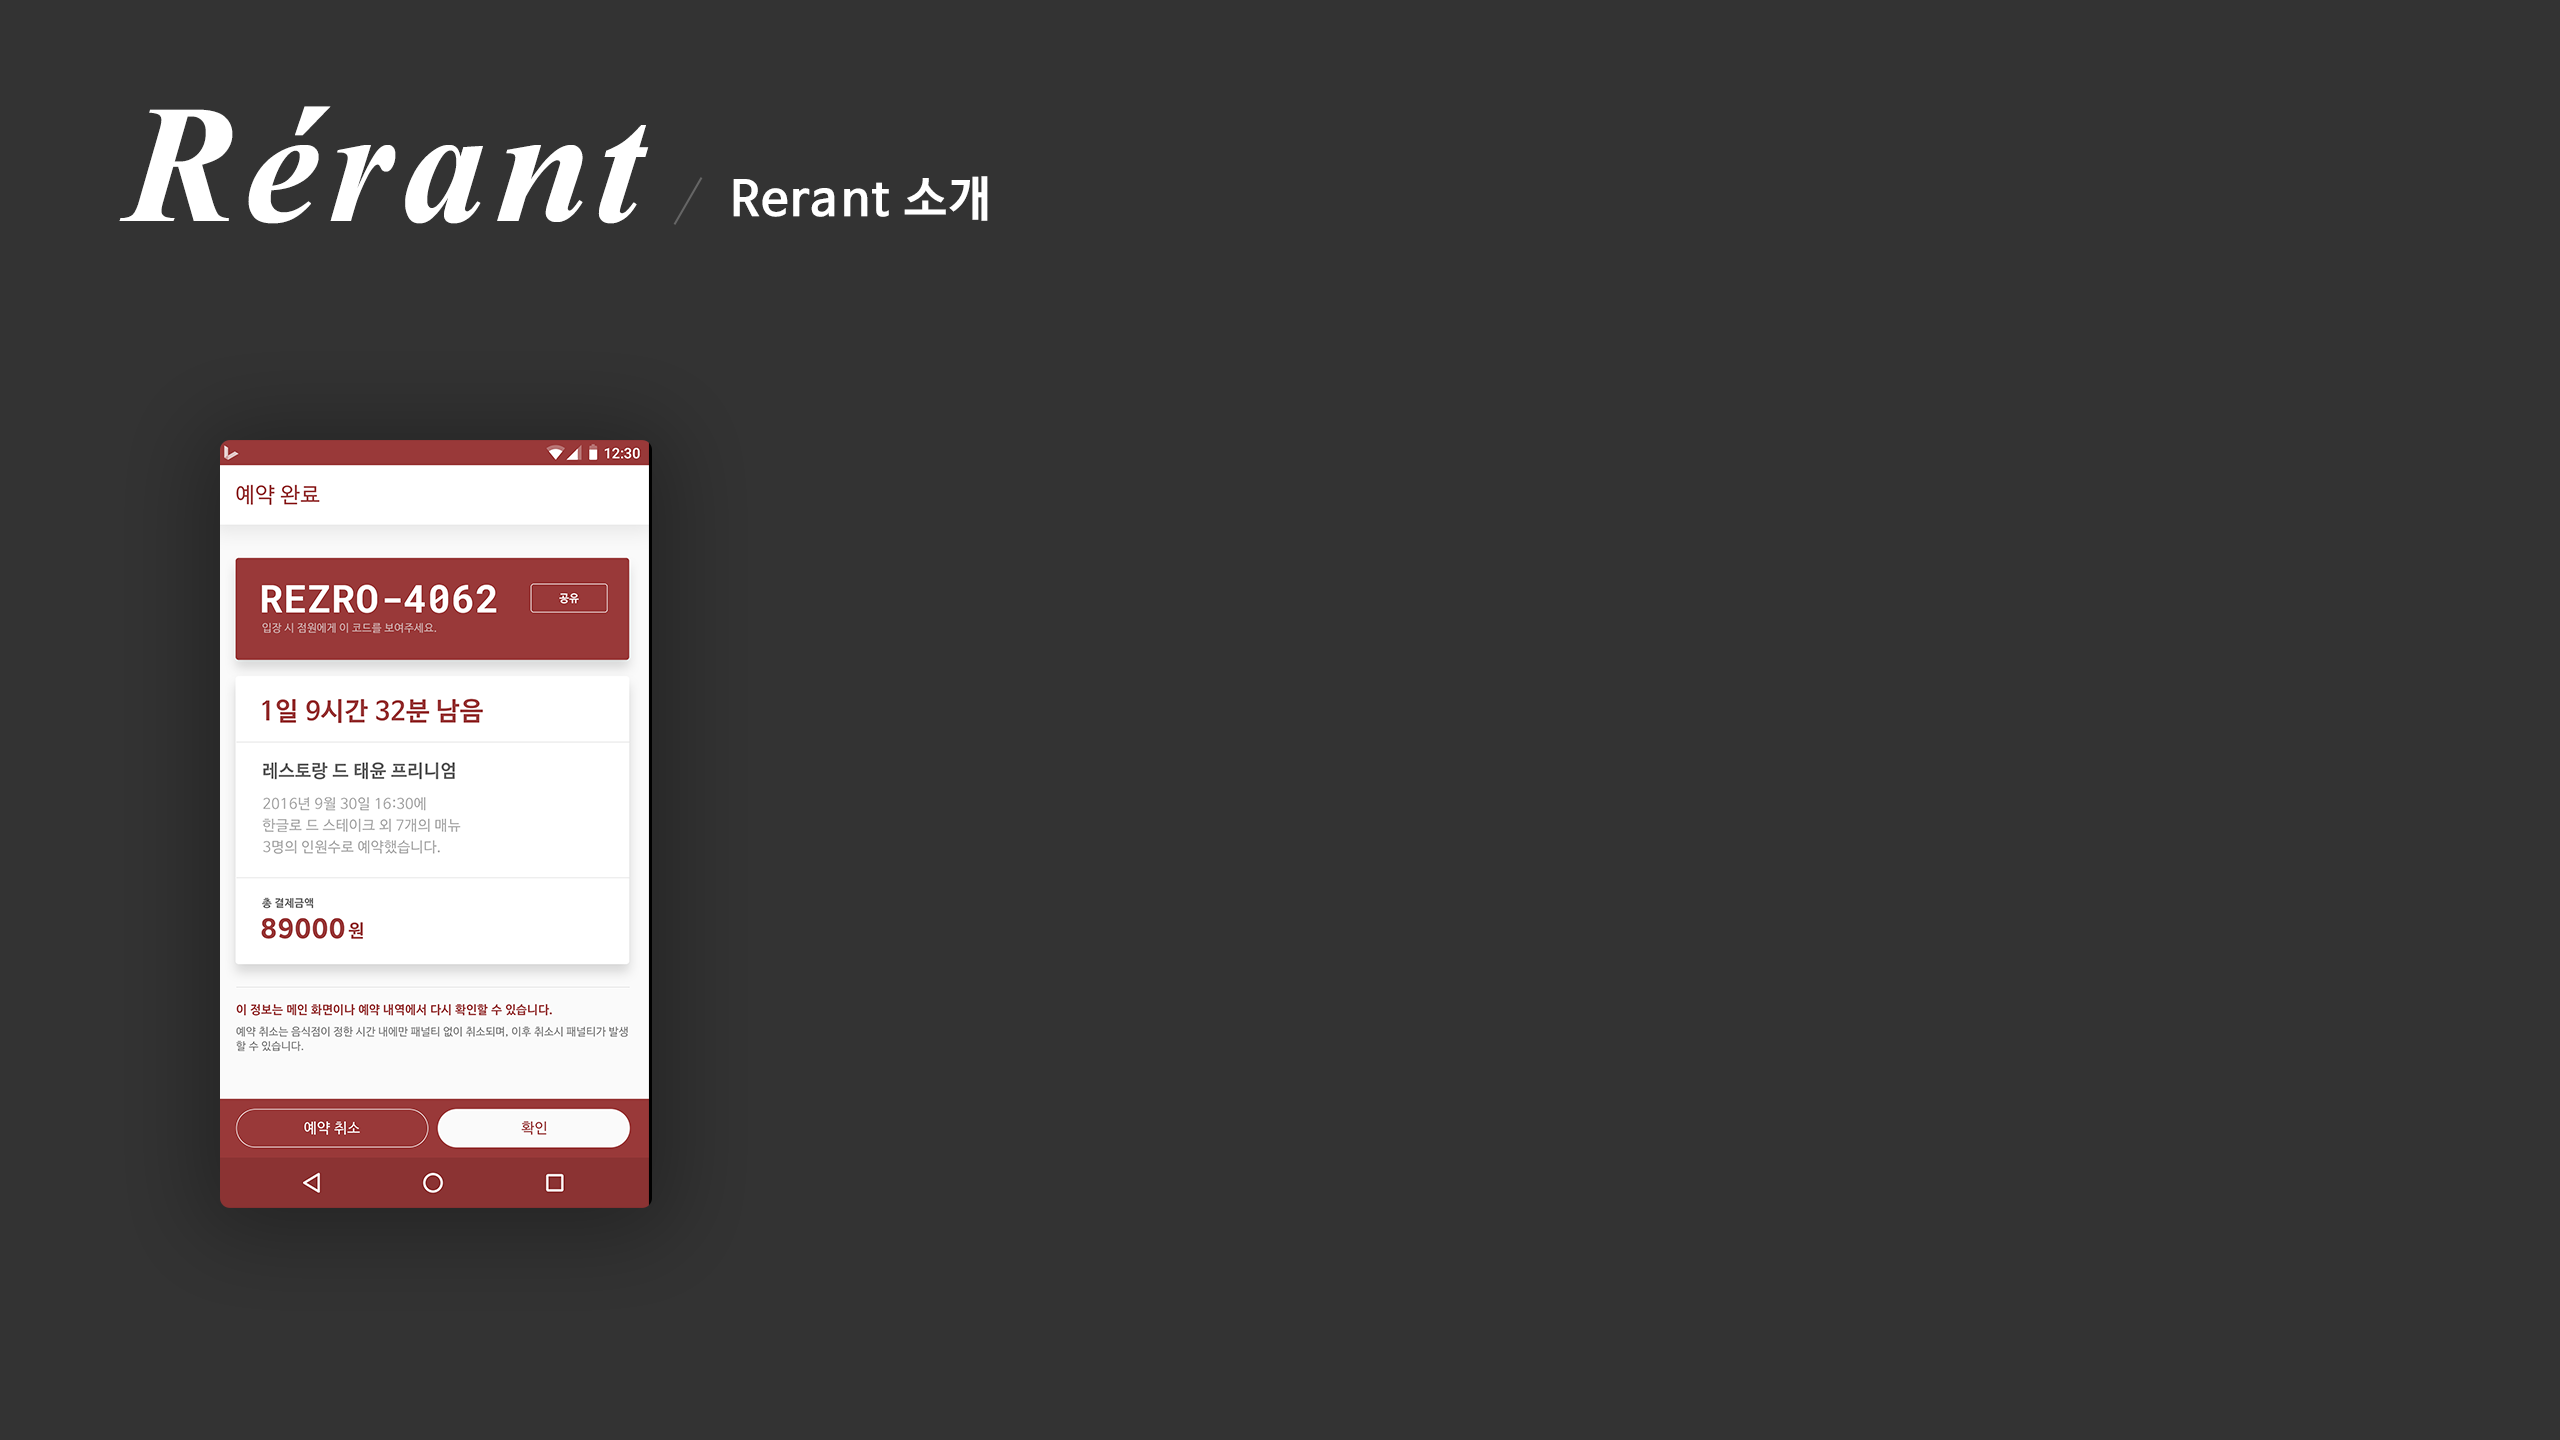 Rérant
Rerant 소개
12:30
예약 완료
REZRO-4062
공유
입장 시 점원에게 이 코드를 보여주세요.
1일 9시간 32분 남음
레스토랑 드 태윤 프리니엄
2016년 9월 30일 16:30에
한글로 드 스테이크 외 7개의 매뉴
3명의 인원수로 예약했습니다.
총 결제금액
89000원
이 정보는 메인 화면이나 예약 내역에서 다시 확인할 수 있습니다.
예약 취소는 음식점이 정한 시간 내에만 패널티 없이 취소되며, 이후 취소시 패널티가 발생
할 수 있습니다.
예약 취소
확인